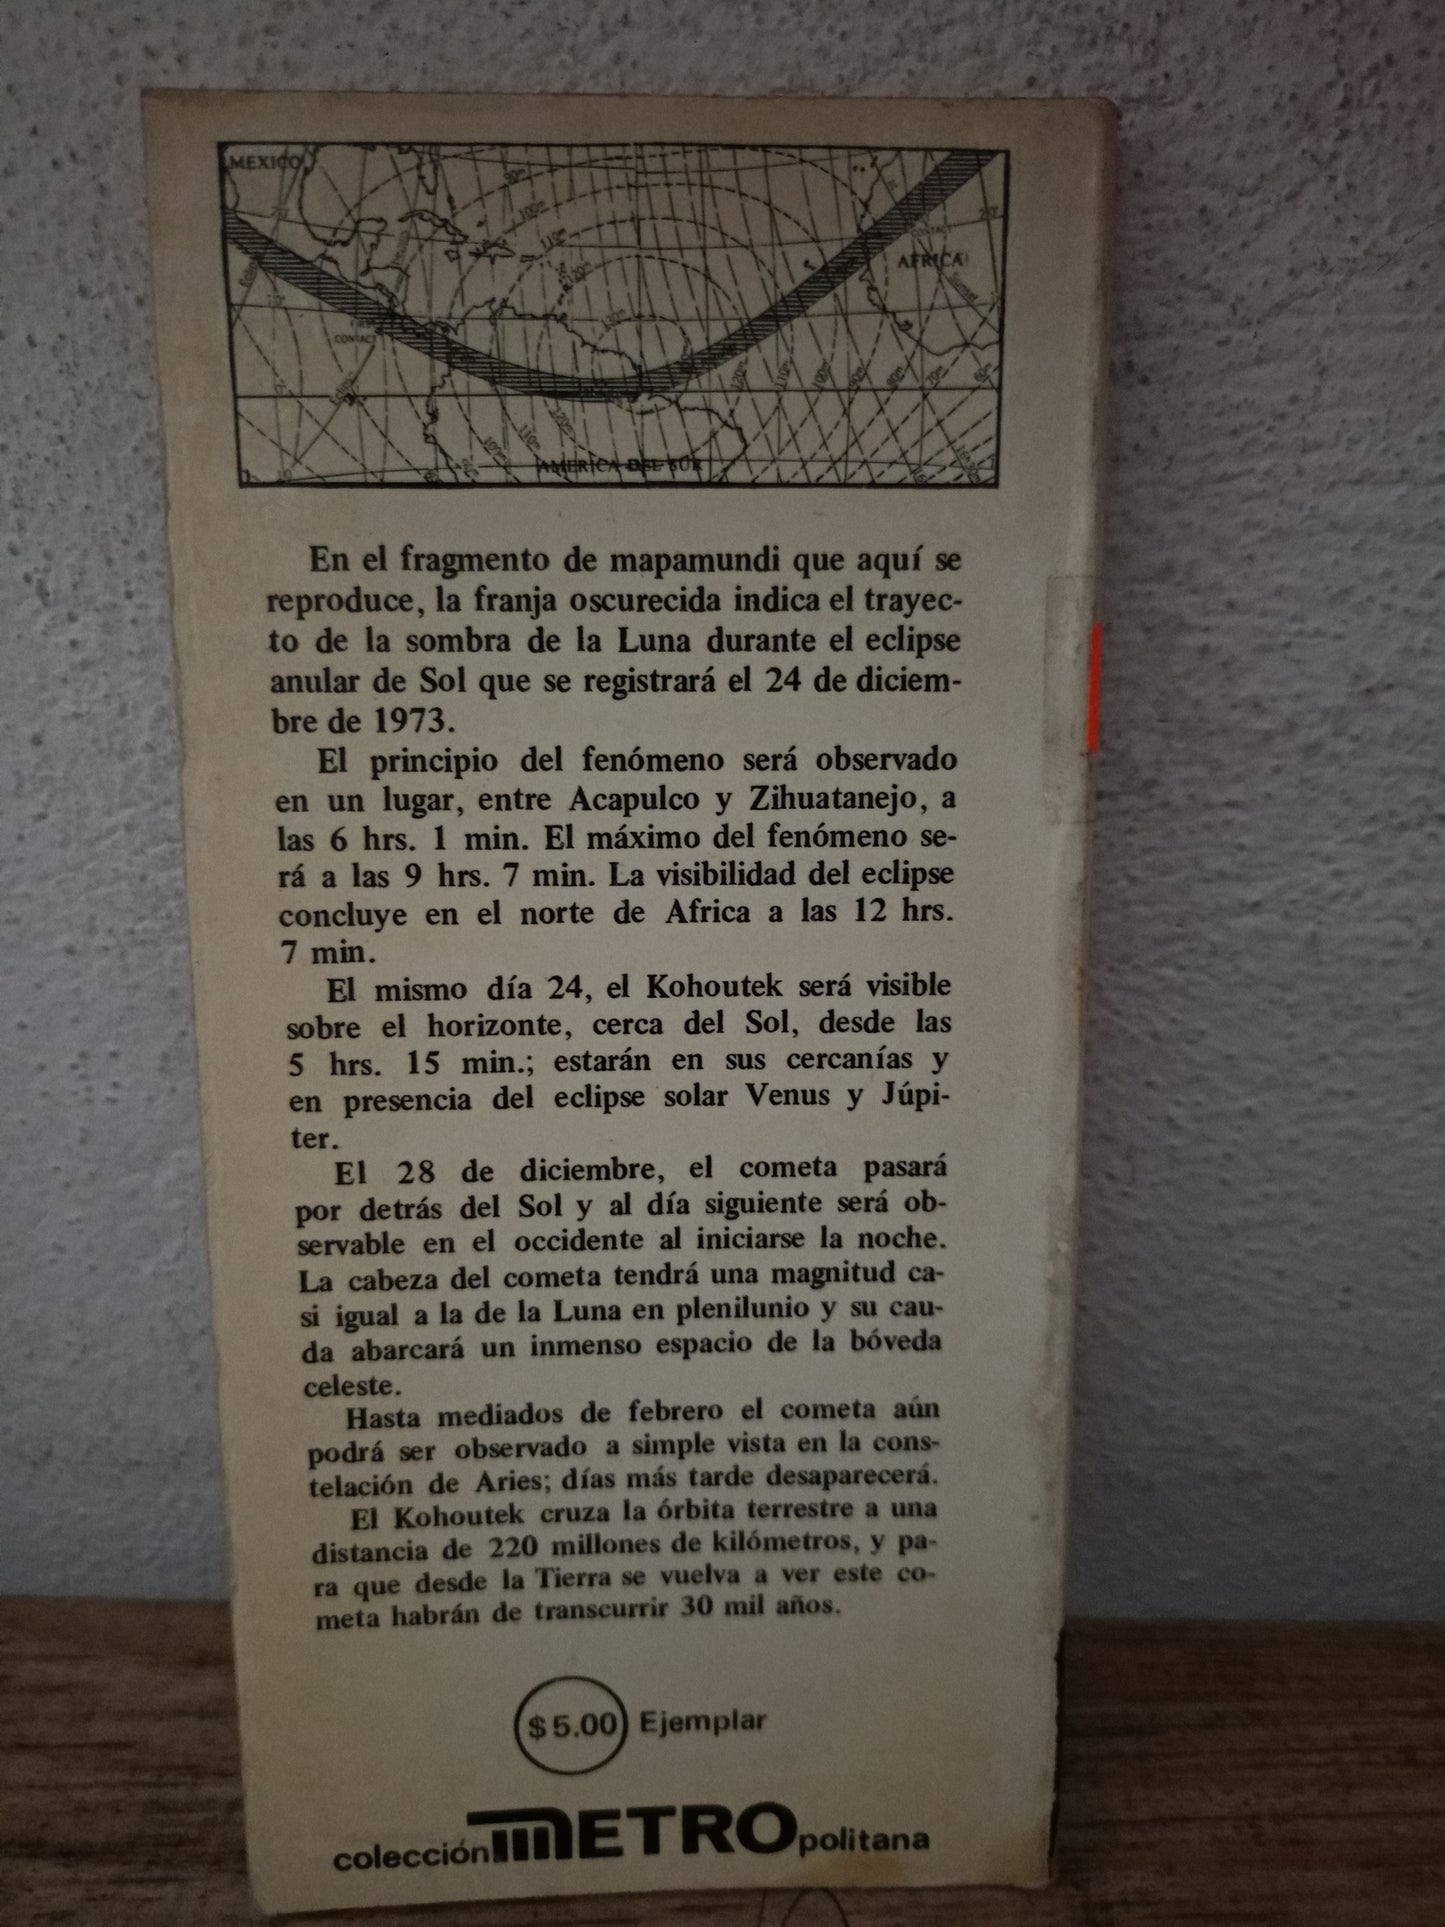 MEXICO
AFRICA
CONTACT
AMERICA DEL SUR
En el fragmento de mapamundi que aquí se
reproduce, la franja oscurecida indica el trayec-
to de la sombra de la Luna durante el eclipse
anular de Sol que se registrará el 24 de diciem-
bre de 1973.
El principio del fenómeno será observado
en un lugar, entre Acapulco y Zihuatanejo, a
las 6 hrs. 1 min. El máximo del fenómeno se-
rá a las 9 hrs. 7 min. La visibilidad del eclipse
concluye en el norte de Africa a las 12 hrs.
7 min.
El mismo día 24, el Kohoutek será visible
sobre el horizonte, cerca del Sol, desde las
5 hrs. 15 min.; estarán en sus cercanías y
en presencia del eclipse solar Venus y Júpi-
ter.
El 28 de diciembre, el cometa pasará
por detrás del Sol y al día siguiente será ob-
servable en el occidente al iniciarse la noche.
La cabeza del cometa tendrá una magnitud ca-
si igual a la de la Luna en plenilunio y su cau-
da abarcará un inmenso espacio de la bóveda
celeste.
Hasta mediados de febrero el cometa aún
podrá ser observado a simple vista en la cons-
telación de Aries; días más tarde desaparecerá.
El Kohoutek cruza la órbita terrestre a una
distancia de 220 millones de kilómetros, y pa-
ra que desde la Tierra se vuelva a ver este co-
meta habrán de transcurrir 30 mil años.
$5.00 Ejemplar
colección METROpolitana